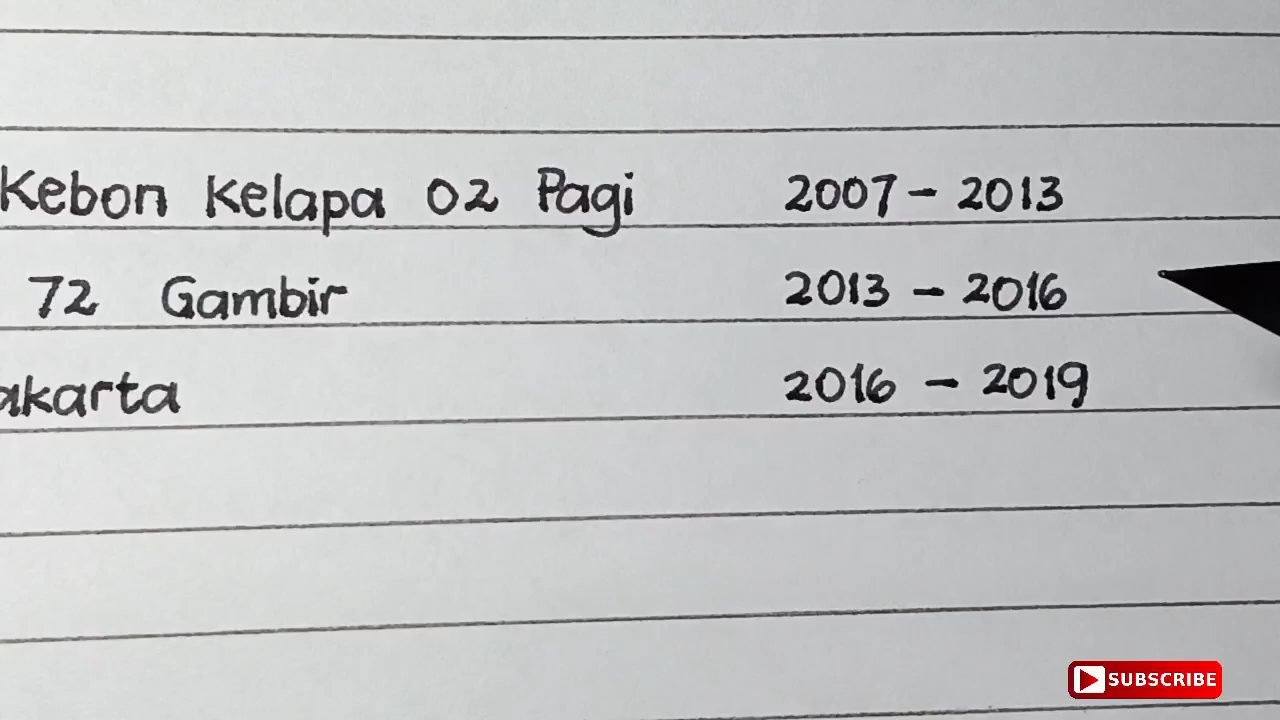 Kebon Kelapa 02 Pagi 2007 - 2013
72 Gambir 2013 - 2016
akarta 2016 - 2019
SUBSCRIBE